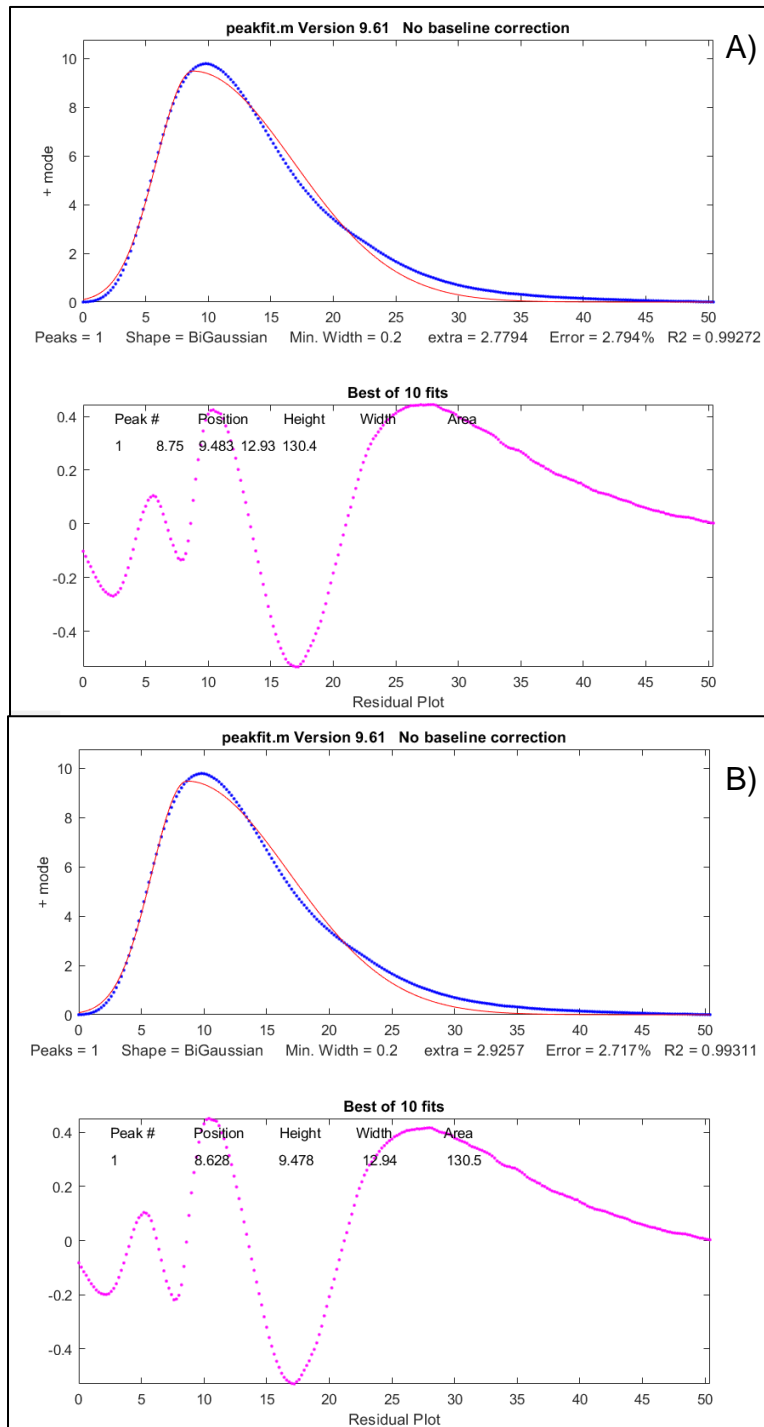 peakfit.m Version 9.61 No baseline correction
A)
10
8
6
4
2
0
+ mode
0 5 10 15 20 25 30 35 40 45 50
Peaks = 1 Shape = BiGaussian Min. Width = 0.2 extra = 2.7794 Error = 2.794% R2 = 0.99272
Best of 10 fits
Peak # Position Height Width Area
1 8.75 9.483 12.93 130.4
0.4
0.2
0
-0.2
-0.4
0 5 10 15 20 25 30 35 40 45 50
Residual Plot
peakfit.m Version 9.61 No baseline correction
B)
10
8
6
4
2
0
+ mode
0 5 10 15 20 25 30 35 40 45 50
Peaks = 1 Shape = BiGaussian Min. Width = 0.2 extra = 2.9257 Error = 2.717% R2 = 0.99311
Best of 10 fits
Peak # Position Height Width Area
1 8.628 9.478 12.94 130.5
0.4
0.2
0
-0.2
-0.4
0 5 10 15 20 25 30 35 40 45 50
Residual Plot